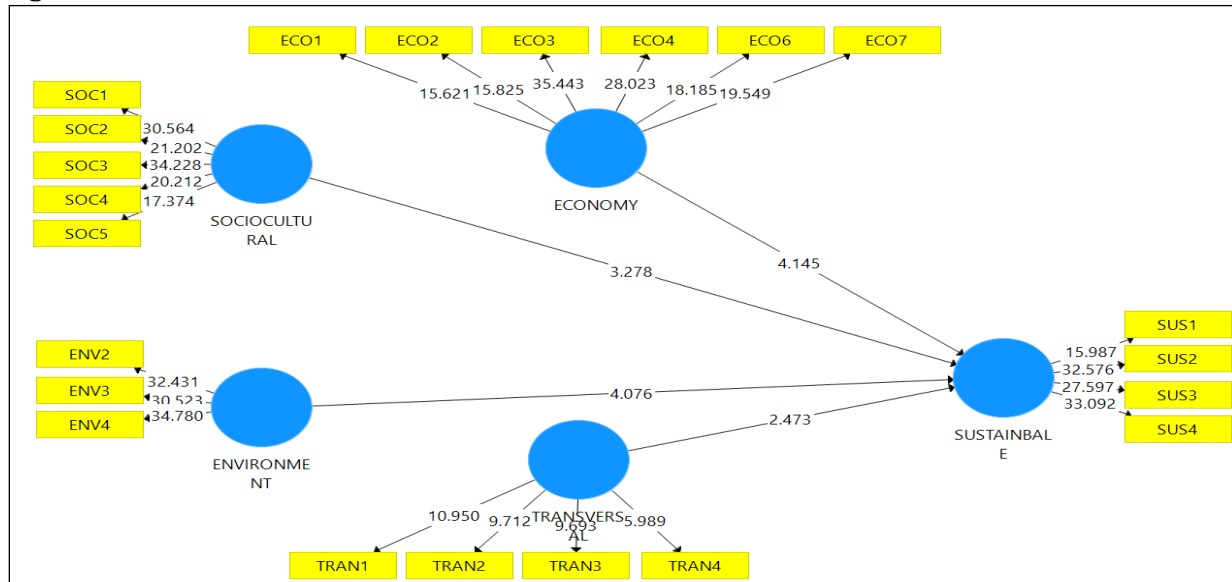 ECO1
ECO2
ECO3
ECO4
ECO6
ECO7
15.621
15.825
35.443
28.023
18.185
19.549
ECONOMY
SOC1
SOC2
SOC3
SOC4
SOC5
30.564
21.202
34.228
20.212
17.374
SOCIOCULTU
RAL
3.278
4.145
ENV2
ENV3
ENV4
32.431
30.523
34.780
ENVIRONME
NT
4.076
2.473
SUS1
SUS2
SUS3
SUS4
15.987
32.576
27.597
33.092
SUSTAINBAL
E
TRANSVERS
AL
10.950
9.712
9.693
5.989
TRAN1
TRAN2
TRAN3
TRAN4